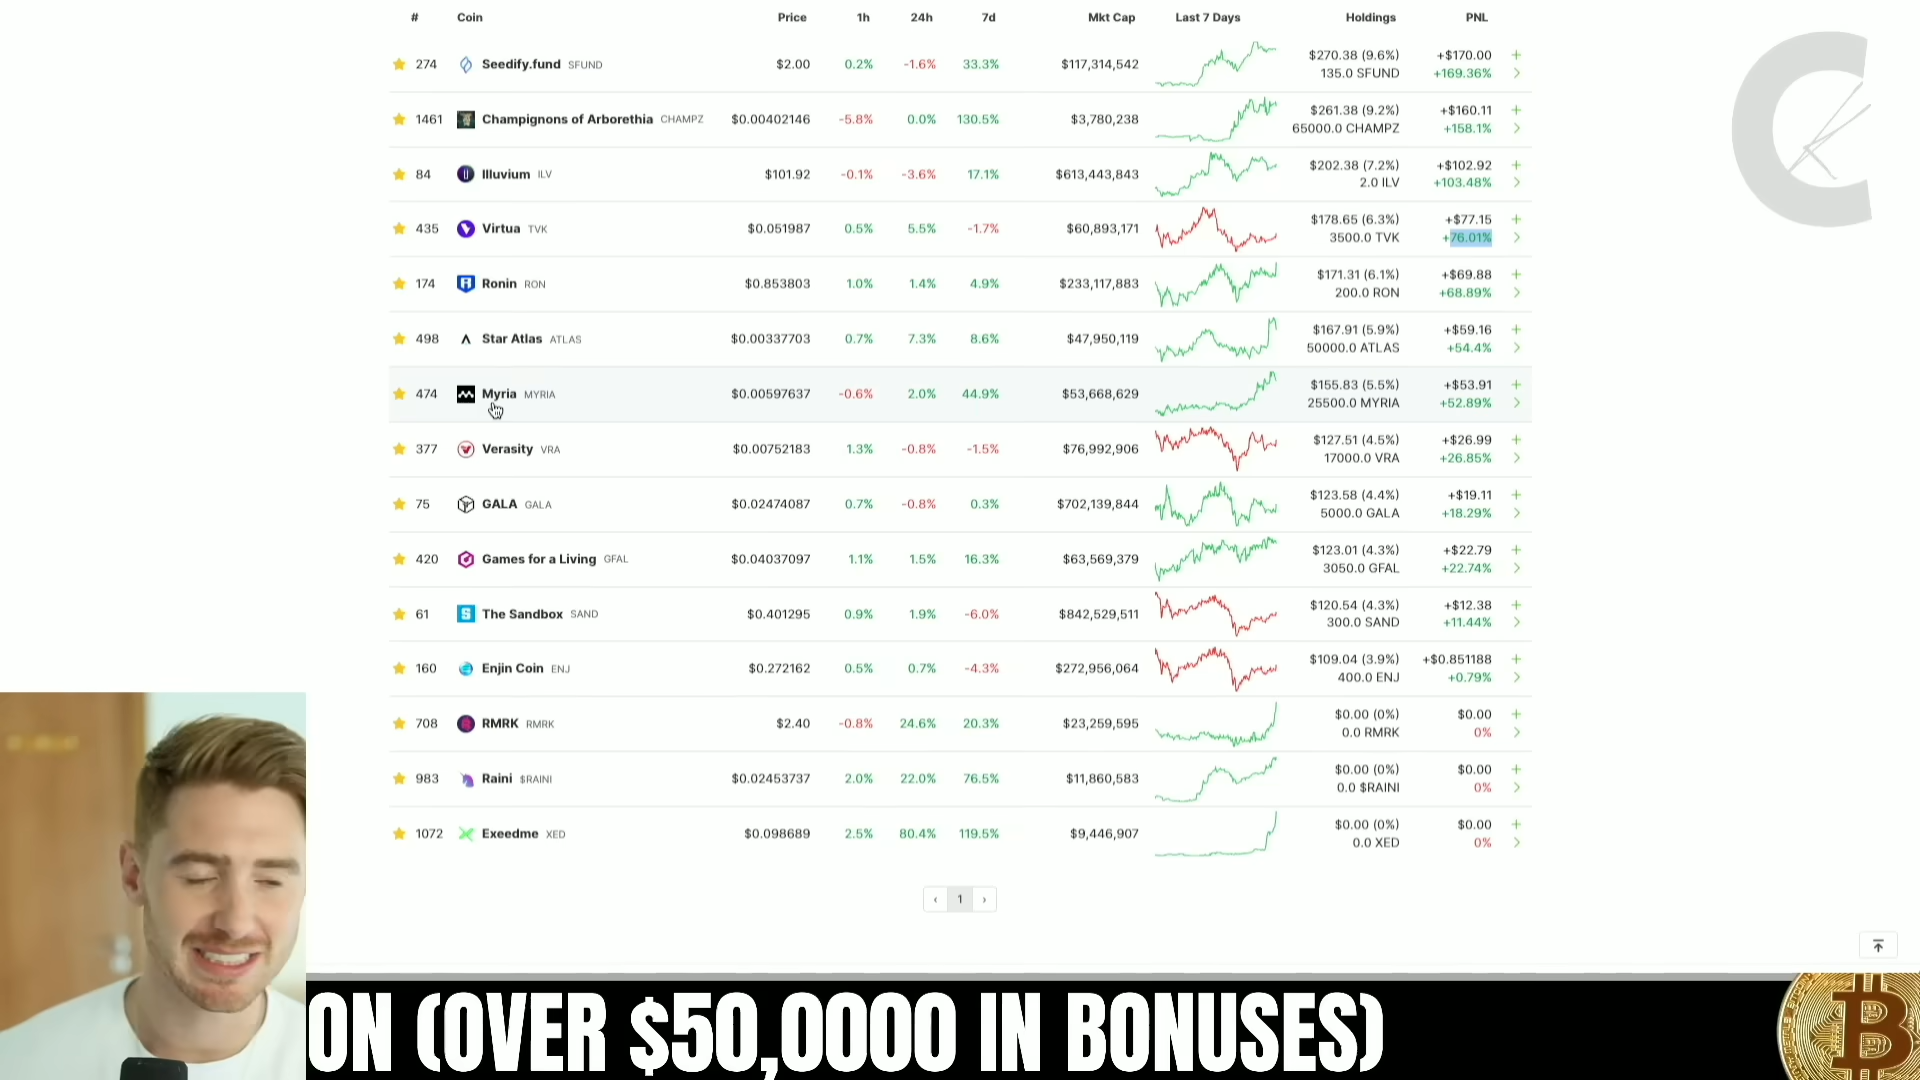 # Coin Price 1h 24h 7d Mkt Cap Last 7 Days Holdings PNL
274 Seedify.fund SFUND $2.00 0.2% -1.6% 33.3% $117,314,542 $270.38 (9.6%) +$170.00
135.0 SFUND +169.36%
1461 Champignons of Arborethia CHAMPZ $0.00402146 -5.8% 0.0% 130.5% $3,780,238 $261.38 (9.2%) +$160.11
65000.0 CHAMPZ +158.1%
84 Illuvium ILV $101.92 -0.1% -3.6% 17.1% $613,443,843 $202.38 (7.2%) +$102.92
2.0 ILV +103.48%
435 Virtua TVK $0.051987 0.5% 5.5% -1.7% $60,893,171 $178.65 (6.3%) +$77.15
3500.0 TVK +76.01%
174 Ronin RON $0.853803 1.0% 1.4% 4.9% $233,117,883 $171.31 (6.1%) +$69.88
200.0 RON +68.89%
498 Star Atlas ATLAS $0.00337703 0.7% 7.3% 8.6% $47,950,119 $167.91 (5.9%) +$59.16
50000.0 ATLAS +54.4%
474 Myria MYRIA $0.00597637 -0.6% 2.0% 44.9% $53,668,629 $155.83 (5.5%) +$53.91
25500.0 MYRIA +52.89%
377 Verasity VRA $0.00752183 1.3% -0.8% -1.5% $76,992,906 $127.51 (4.5%) +$26.99
17000.0 VRA +26.85%
75 GALA GALA $0.02474087 0.7% -0.8% 0.3% $702,139,844 $123.58 (4.4%) +$19.11
5000.0 GALA +18.29%
420 Games for a Living GFAL $0.04037097 1.1% 1.5% 16.3% $63,569,379 $123.01 (4.3%) +$22.79
3050.0 GFAL +22.74%
61 The Sandbox SAND $0.401295 0.9% 1.9% -6.0% $842,529,511 $120.54 (4.3%) +$12.38
300.0 SAND +11.44%
160 Enjin Coin ENJ $0.272162 0.5% 0.7% -4.3% $272,956,064 $109.04 (3.9%) +$0.851188
400.0 ENJ +0.79%
708 RMRK RMRK $2.40 -0.8% 24.6% 20.3% $23,259,595 $0.00 (0%) $0.00
0.0 RMRK 0%
983 Raini $RAINI $0.02453737 2.0% 22.0% 76.5% $11,860,583 $0.00 (0%) $0.00
0.0 $RAINI 0%
1072 Exeedme XED $0.098689 2.5% 80.4% 119.5% $9,446,907 $0.00 (0%) $0.00
0.0 XED 0%
‹ 1 ›
ON (OVER $50,0000 IN BONUSES)